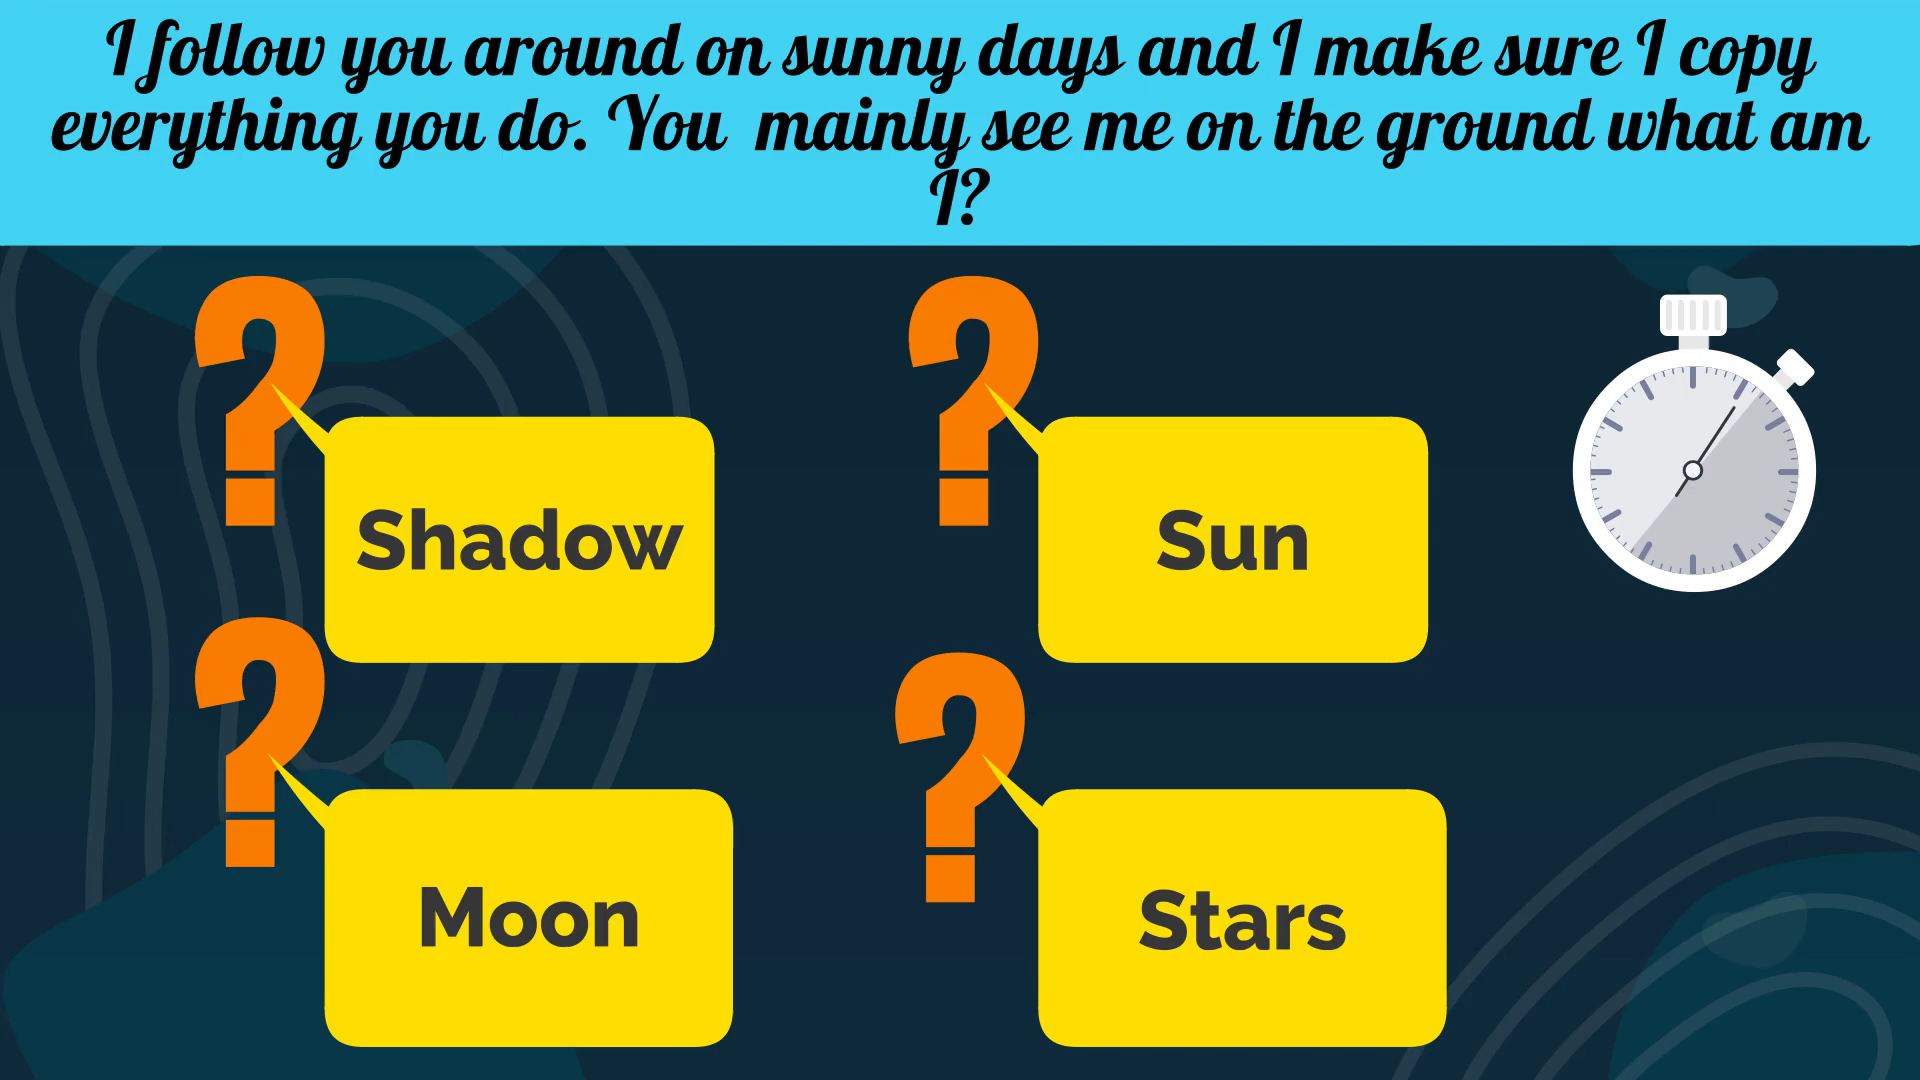 I follow you around on sunny days and I make sure I copy
everything you do. You mainly see me on the ground what am
I?
Shadow
Sun
Moon
Stars